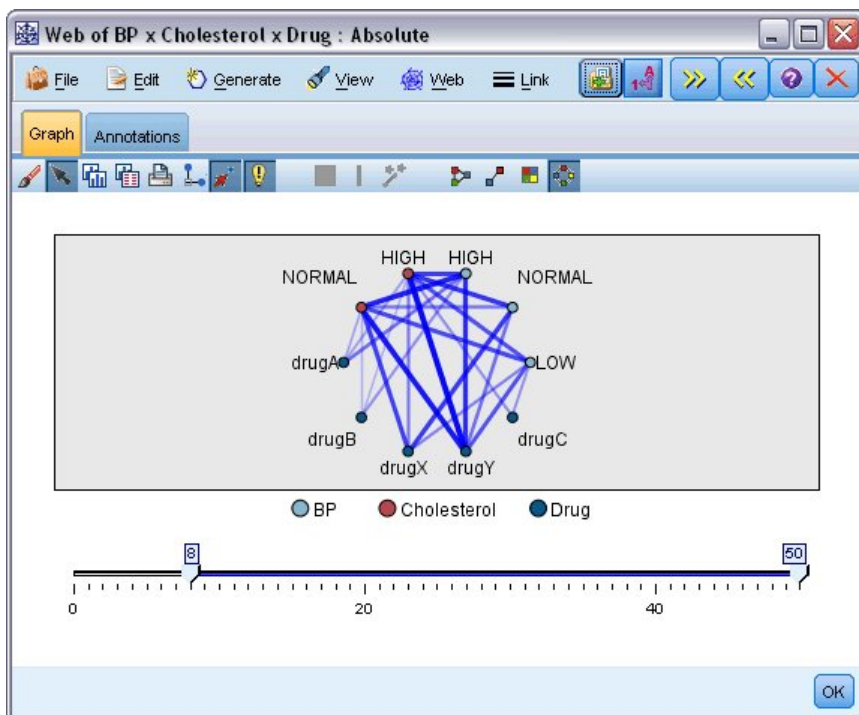 Web of BP x Cholesterol x Drug : Absolute
File Edit Generate View Web Link
Graph Annotations
HIGH HIGH
NORMAL NORMAL
drugA LOW
drugB drugC
drugX drugY
BP Cholesterol Drug
8 50
0 20 40
OK